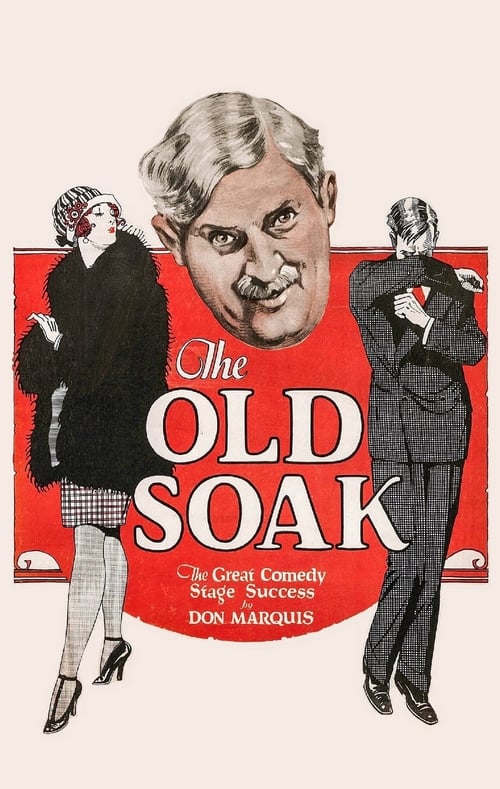 The
OLD
SOAK
The Great Comedy
Stage Success
by
DON MARQUIS